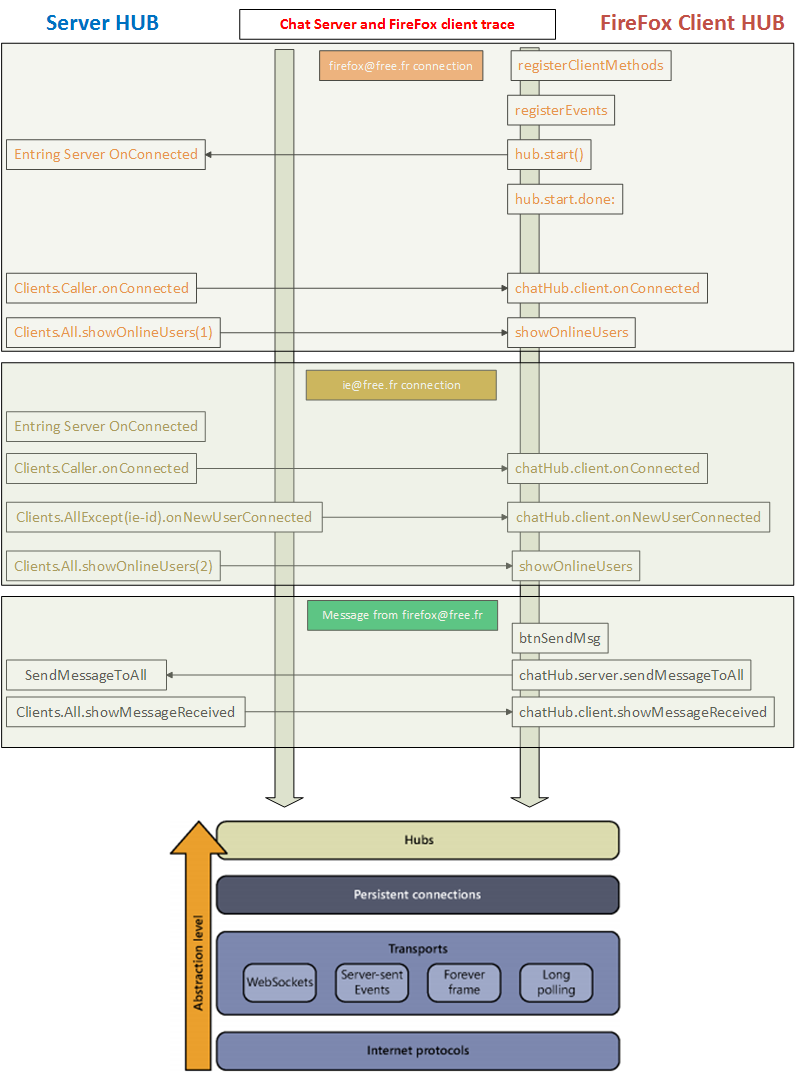 Server HUB
Chat Server and FireFox client trace
FireFox Client HUB
firefox@free.fr connection
registerClientMethods
registerEvents
Entring Server OnConnected
hub.start()
hub.start.done:
Clients.Caller.onConnected
chatHub.client.onConnected
Clients.All.showOnlineUsers(1)
showOnlineUsers
ie@free.fr connection
Entring Server OnConnected
Clients.Caller.onConnected
chatHub.client.onConnected
Clients.AllExcept(ie-id).onNewUserConnected
chatHub.client.onNewUserConnected
Clients.All.showOnlineUsers(2)
showOnlineUsers
Message from firefox@free.fr
btnSendMsg
SendMessageToAll
chatHub.server.sendMessageToAll
Clients.All.showMessageReceived
chatHub.client.showMessageReceived
Abstraction level
Hubs
Persistent connections
Transports
WebSockets
Server-sent
Events
Forever
frame
Long
polling
Internet protocols